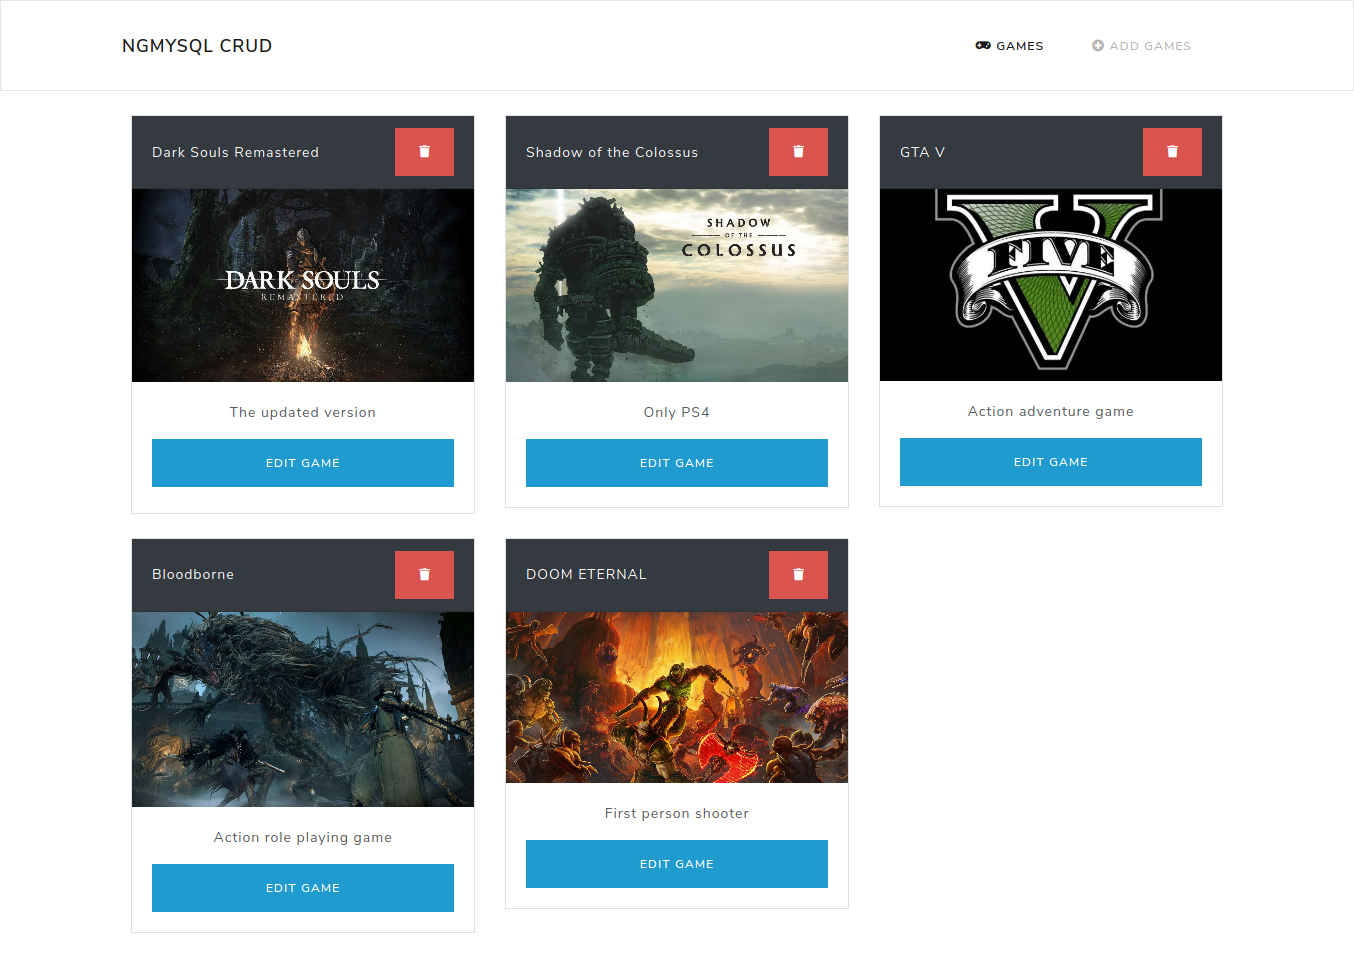 NGMYSQL CRUD
GAMES
ADD GAMES
Dark Souls Remastered
Shadow of the Colossus
GTA V
DARK SOULS
REMASTERED
SHADOW
OF THE
COLOSSUS
FIVE
V
The updated version
Only PS4
Action adventure game
EDIT GAME
EDIT GAME
EDIT GAME
Bloodborne
DOOM ETERNAL
Action role playing game
First person shooter
EDIT GAME
EDIT GAME